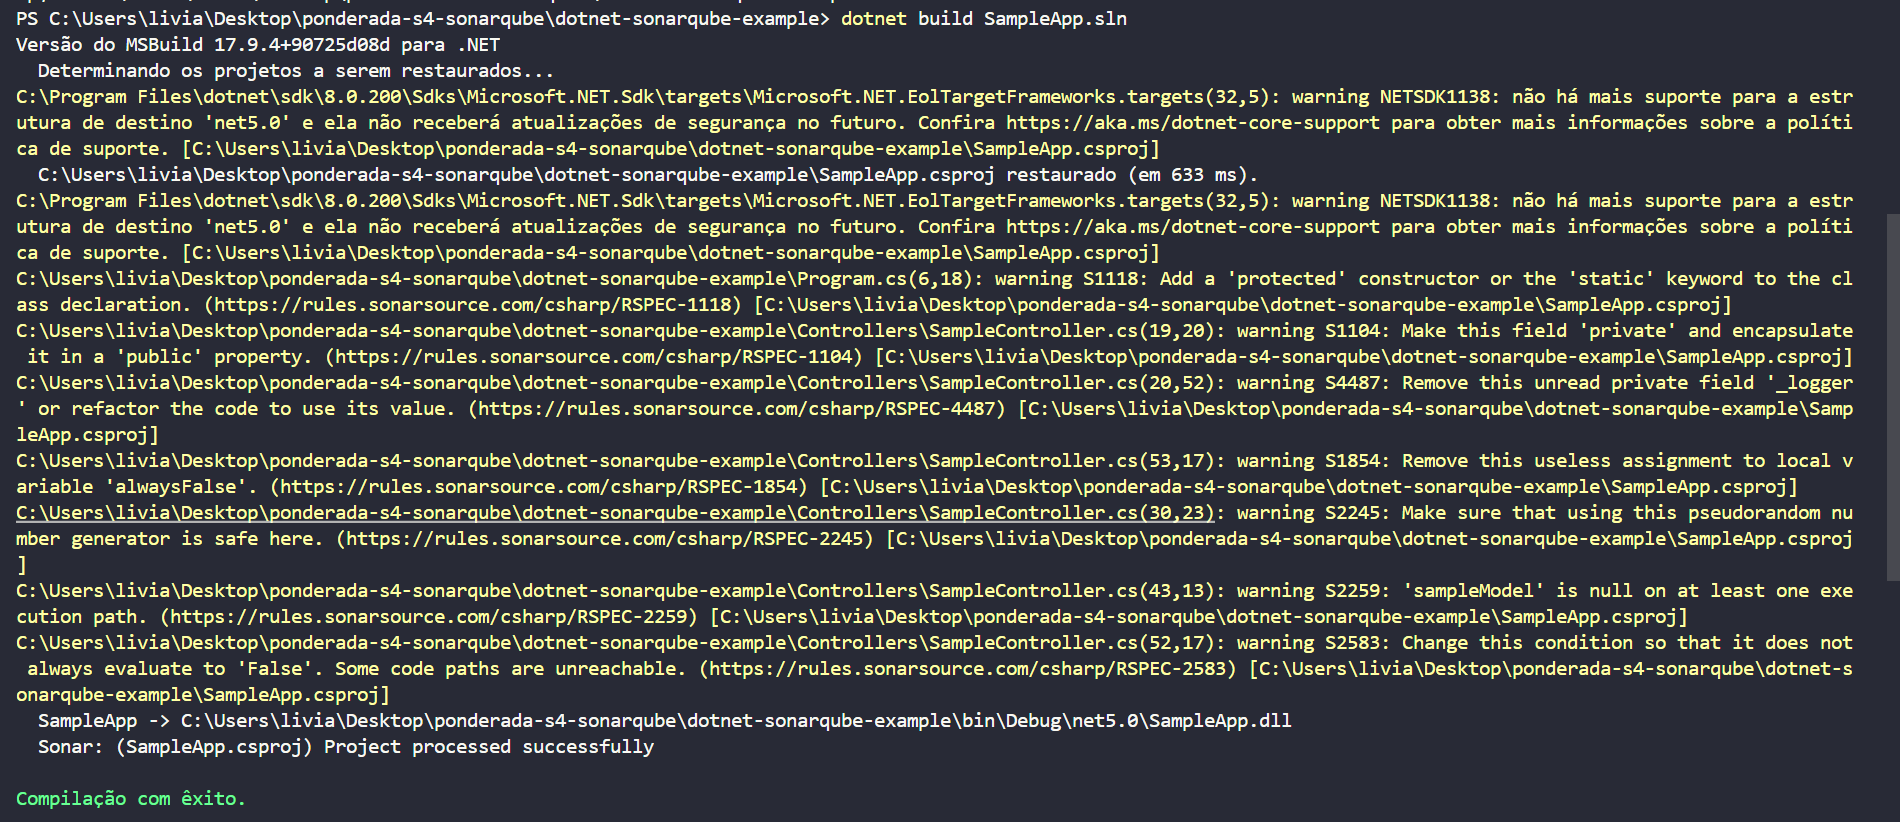 PS C:\Users\livia\Desktop\ponderada-s4-sonarqube\dotnet-sonarqube-example> dotnet build SampleApp.sln
Versão do MSBuild 17.9.4+90725d08d para .NET
  Determinando os projetos a serem restaurados...
C:\Program Files\dotnet\sdk\8.0.200\Sdks\Microsoft.NET.Sdk\targets\Microsoft.NET.EolTargetFrameworks.targets(32,5): warning NETSDK1138: não há mais suporte para a estr
utura de destino 'net5.0' e ela não receberá atualizações de segurança no futuro. Confira https://aka.ms/dotnet-core-support para obter mais informações sobre a políti
ca de suporte. [C:\Users\livia\Desktop\ponderada-s4-sonarqube\dotnet-sonarqube-example\SampleApp.csproj]
  C:\Users\livia\Desktop\ponderada-s4-sonarqube\dotnet-sonarqube-example\SampleApp.csproj restaurado (em 633 ms).
C:\Program Files\dotnet\sdk\8.0.200\Sdks\Microsoft.NET.Sdk\targets\Microsoft.NET.EolTargetFrameworks.targets(32,5): warning NETSDK1138: não há mais suporte para a estr
utura de destino 'net5.0' e ela não receberá atualizações de segurança no futuro. Confira https://aka.ms/dotnet-core-support para obter mais informações sobre a políti
ca de suporte. [C:\Users\livia\Desktop\ponderada-s4-sonarqube\dotnet-sonarqube-example\SampleApp.csproj]
C:\Users\livia\Desktop\ponderada-s4-sonarqube\dotnet-sonarqube-example\Program.cs(6,18): warning S1118: Add a 'protected' constructor or the 'static' keyword to the cl
ass declaration. (https://rules.sonarsource.com/csharp/RSPEC-1118) [C:\Users\livia\Desktop\ponderada-s4-sonarqube\dotnet-sonarqube-example\SampleApp.csproj]
C:\Users\livia\Desktop\ponderada-s4-sonarqube\dotnet-sonarqube-example\Controllers\SampleController.cs(19,20): warning S1104: Make this field 'private' and encapsulate
 it in a 'public' property. (https://rules.sonarsource.com/csharp/RSPEC-1104) [C:\Users\livia\Desktop\ponderada-s4-sonarqube\dotnet-sonarqube-example\SampleApp.csproj]
C:\Users\livia\Desktop\ponderada-s4-sonarqube\dotnet-sonarqube-example\Controllers\SampleController.cs(20,52): warning S4487: Remove this unread private field '_logger
' or refactor the code to use its value. (https://rules.sonarsource.com/csharp/RSPEC-4487) [C:\Users\livia\Desktop\ponderada-s4-sonarqube\dotnet-sonarqube-example\Samp
leApp.csproj]
C:\Users\livia\Desktop\ponderada-s4-sonarqube\dotnet-sonarqube-example\Controllers\SampleController.cs(53,17): warning S1854: Remove this useless assignment to local v
ariable 'alwaysFalse'. (https://rules.sonarsource.com/csharp/RSPEC-1854) [C:\Users\livia\Desktop\ponderada-s4-sonarqube\dotnet-sonarqube-example\SampleApp.csproj]
C:\Users\livia\Desktop\ponderada-s4-sonarqube\dotnet-sonarqube-example\Controllers\SampleController.cs(30,23): warning S2245: Make sure that using this pseudorandom nu
mber generator is safe here. (https://rules.sonarsource.com/csharp/RSPEC-2245) [C:\Users\livia\Desktop\ponderada-s4-sonarqube\dotnet-sonarqube-example\SampleApp.csproj
]
C:\Users\livia\Desktop\ponderada-s4-sonarqube\dotnet-sonarqube-example\Controllers\SampleController.cs(43,13): warning S2259: 'sampleModel' is null on at least one exe
cution path. (https://rules.sonarsource.com/csharp/RSPEC-2259) [C:\Users\livia\Desktop\ponderada-s4-sonarqube\dotnet-sonarqube-example\SampleApp.csproj]
C:\Users\livia\Desktop\ponderada-s4-sonarqube\dotnet-sonarqube-example\Controllers\SampleController.cs(52,17): warning S2583: Change this condition so that it does not
 always evaluate to 'False'. Some code paths are unreachable. (https://rules.sonarsource.com/csharp/RSPEC-2583) [C:\Users\livia\Desktop\ponderada-s4-sonarqube\dotnet-s
onarqube-example\SampleApp.csproj]
  SampleApp -> C:\Users\livia\Desktop\ponderada-s4-sonarqube\dotnet-sonarqube-example\bin\Debug\net5.0\SampleApp.dll
  Sonar: (SampleApp.csproj) Project processed successfully
Compilação com êxito.